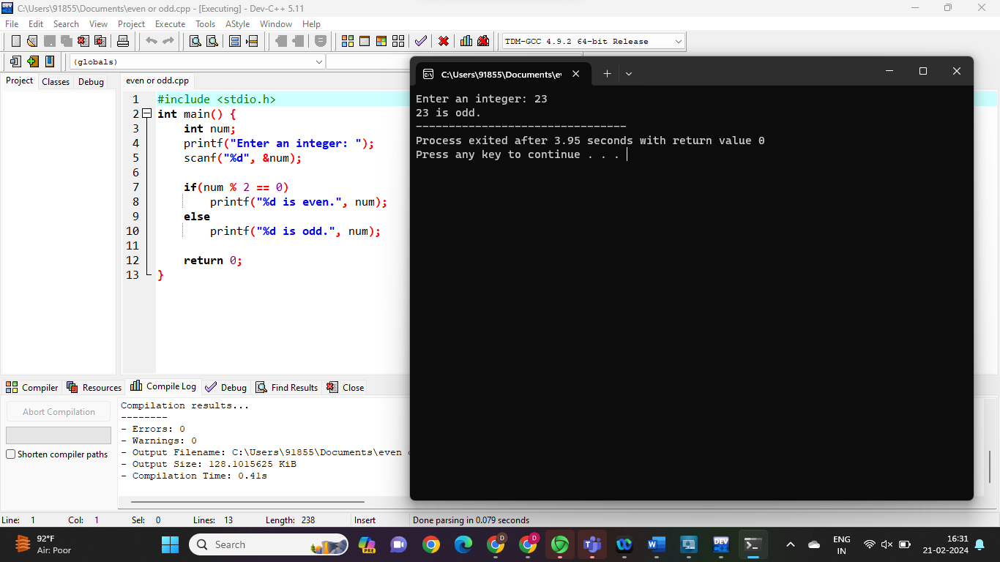 C:\Users\91855\Documents\even or odd.cpp - [Executing] - Dev-C++ 5.11
File Edit Search View Project Execute Tools AStyle Window Help
TDM-GCC 4.9.2 64-bit Release
(globals)
Project Classes Debug
even or odd.cpp
1 #include <stdio.h>
2 int main() {
3 int num;
4 printf("Enter an integer: ");
5 scanf("%d", &num);
6
7 if(num % 2 == 0)
8 printf("%d is even.", num);
9 else
10 printf("%d is odd.", num);
11
12 return 0;
13 }
C:\Users\91855\Documents\e
Enter an integer: 23
23 is odd.
--------------------------------
Process exited after 3.95 seconds with return value 0
Press any key to continue . . .
Compiler Resources Compile Log Debug Find Results Close
Abort Compilation
Shorten compiler paths
Compilation results...
--------
- Errors: 0
- Warnings: 0
- Output Filename: C:\Users\91855\Documents\even
- Output Size: 128.1015625 KiB
- Compilation Time: 0.41s
Line: 1 Col: 1 Sel: 0 Lines: 13 Length: 238 Insert Done parsing in 0.079 seconds
92°F
Air: Poor
Search
PRE
D
D
DEV
ENG
IN
16:31
21-02-2024